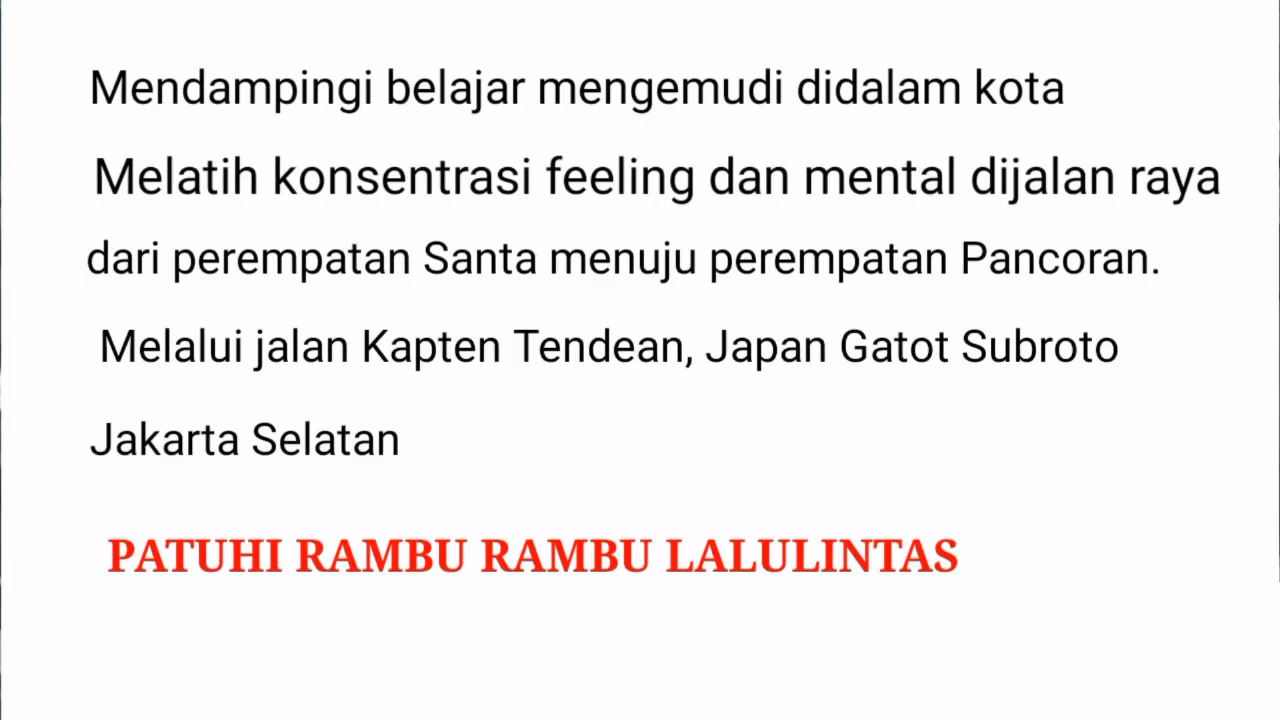 Mendampingi belajar mengemudi didalam kota
Melatih konsentrasi feeling dan mental dijalan raya
dari perempatan Santa menuju perempatan Pancoran.
Melalui jalan Kapten Tendean, Japan Gatot Subroto
Jakarta Selatan
PATUHI RAMBU RAMBU LALULINTAS